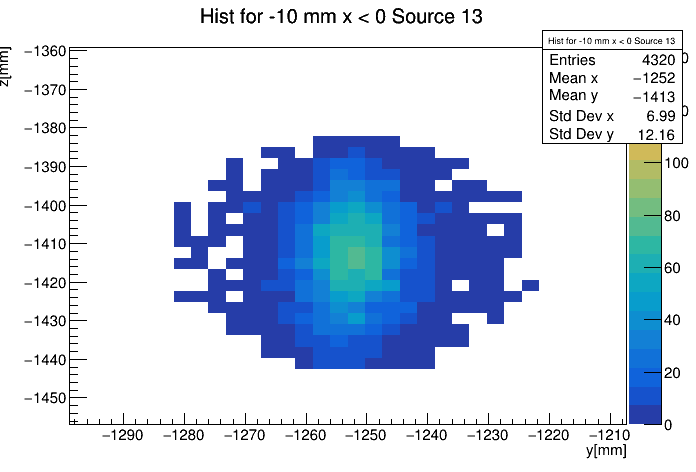 Hist for -10 mm x < 0 Source 13
Hist for -10 mm x < 0 Source 13
Entries 4320
Mean x −1252
Mean y −1413
Std Dev x 6.99
Std Dev y 12.16
z[mm]
−1360
−1370
−1380
−1390
−1400
−1410
−1420
−1430
−1440
−1450
−1290 −1280 −1270 −1260 −1250 −1240 −1230 −1220 −1210
y[mm]
100
80
60
40
20
0